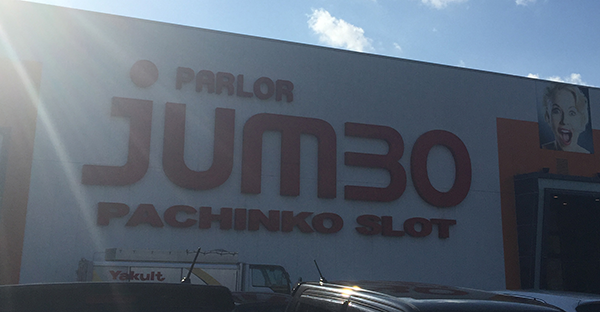 PARLOR
JUMBO
PACHINKO SLOT
Yakult